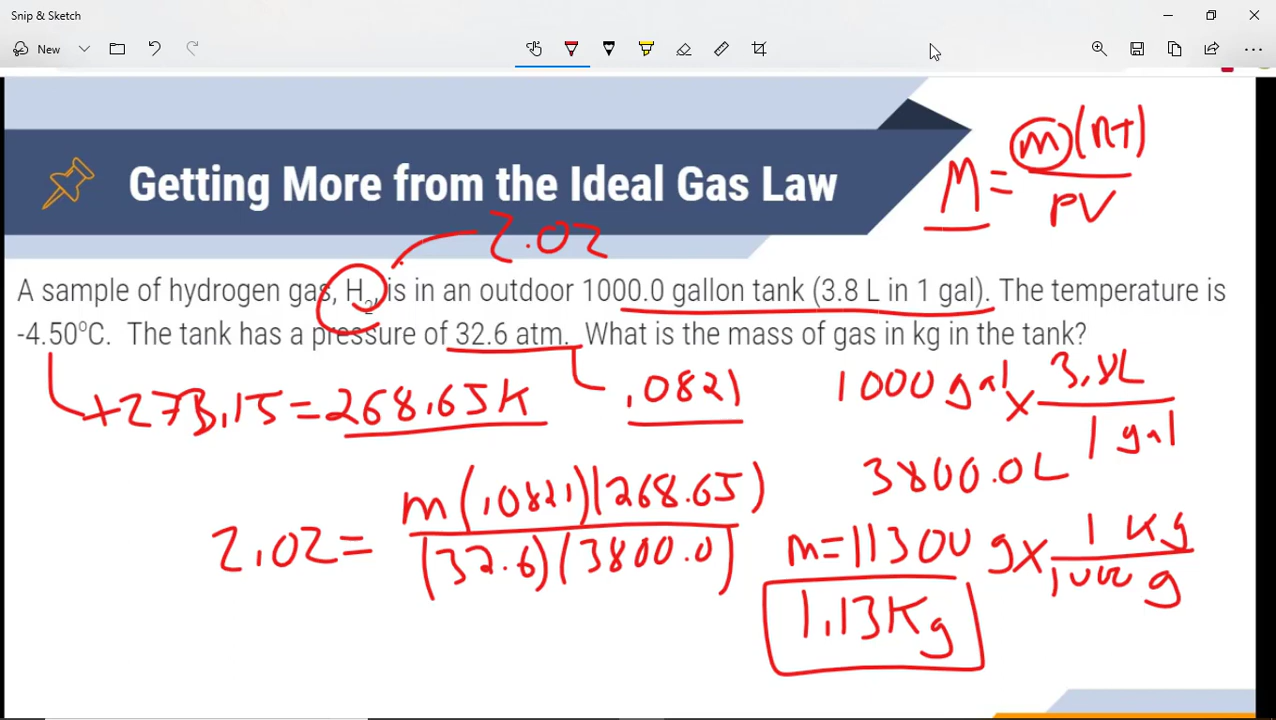 Snip & Sketch
New
Getting More from the Ideal Gas Law
M = m(RT)
PV
2.02
A sample of hydrogen gas, H2, is in an outdoor 1000.0 gallon tank (3.8 L in 1 gal). The temperature is
-4.50°C. The tank has a pressure of 32.6 atm. What is the mass of gas in kg in the tank?
+273.15=268.65K
.0821
1000 gal x 3.8L
1 gal
3800.0L
2.02 = m(.0821)(268.65)
(32.6)(3800.0)
m=11300 g x 1 Kg
1000 g
1.13Kg